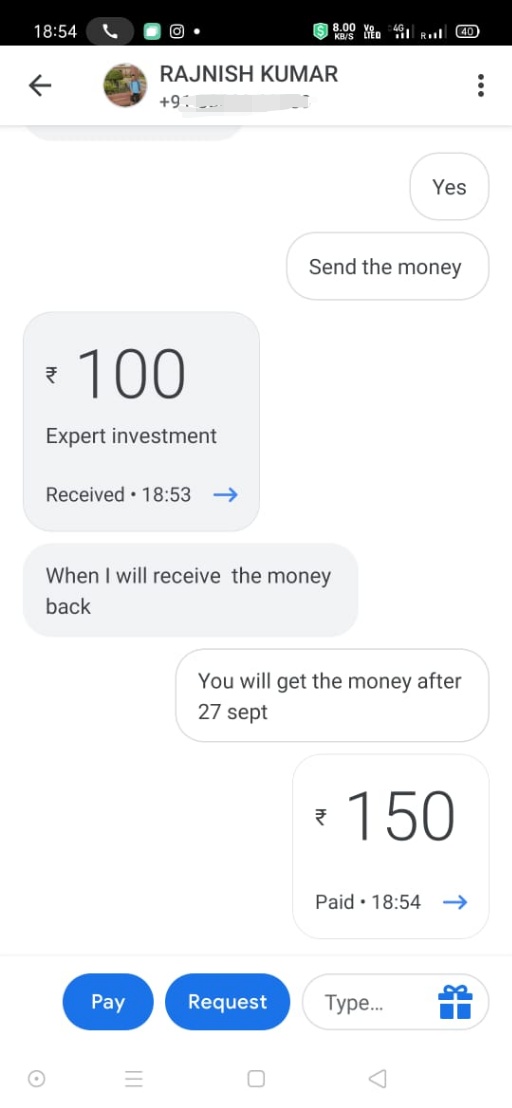 18:54
8.00 KB/S
Vo LTED
4G
R
40
RAJNISH KUMAR
+9
Yes
Send the money
₹ 100
Expert investment
Received • 18:53 →
When I will receive the money
back
You will get the money after
27 sept
₹ 150
Paid • 18:54 →
Pay
Request
Type...